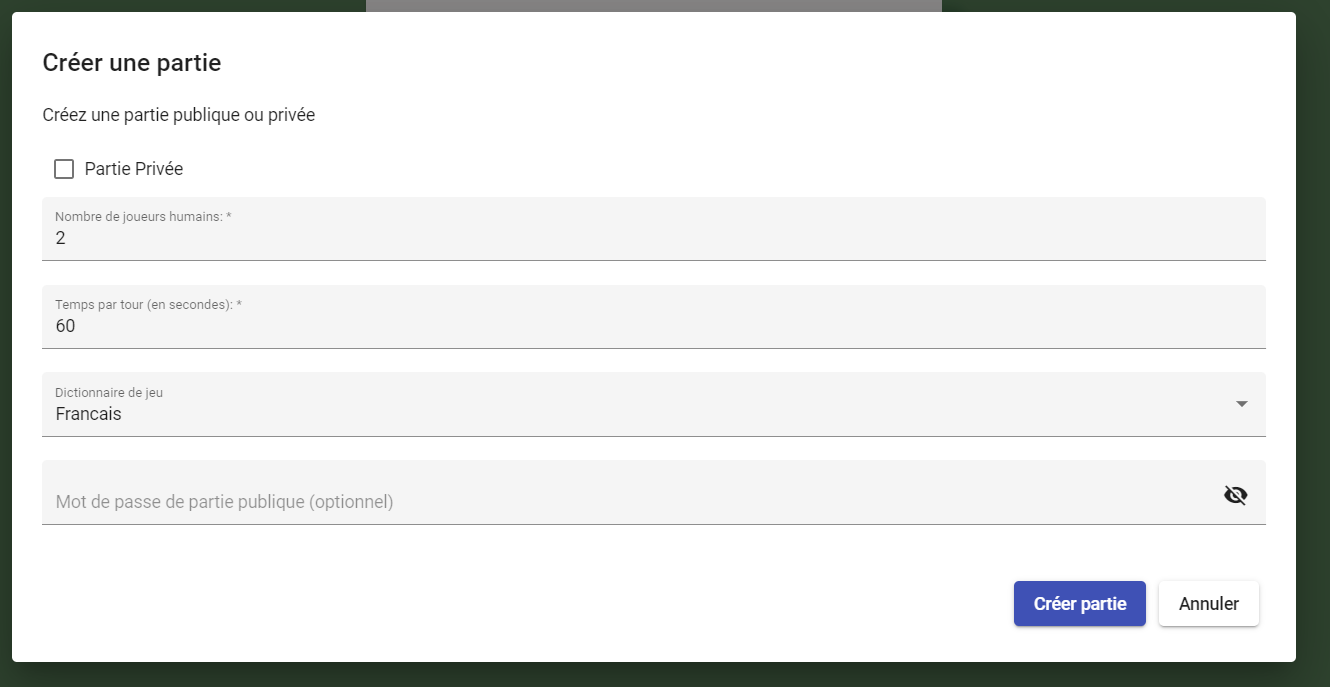 Créer une partie
Créez une partie publique ou privée
Partie Privée
Nombre de joueurs humains: *
2
Temps par tour (en secondes): *
60
Dictionnaire de jeu
Francais
Mot de passe de partie publique (optionnel)
Créer partie Annuler